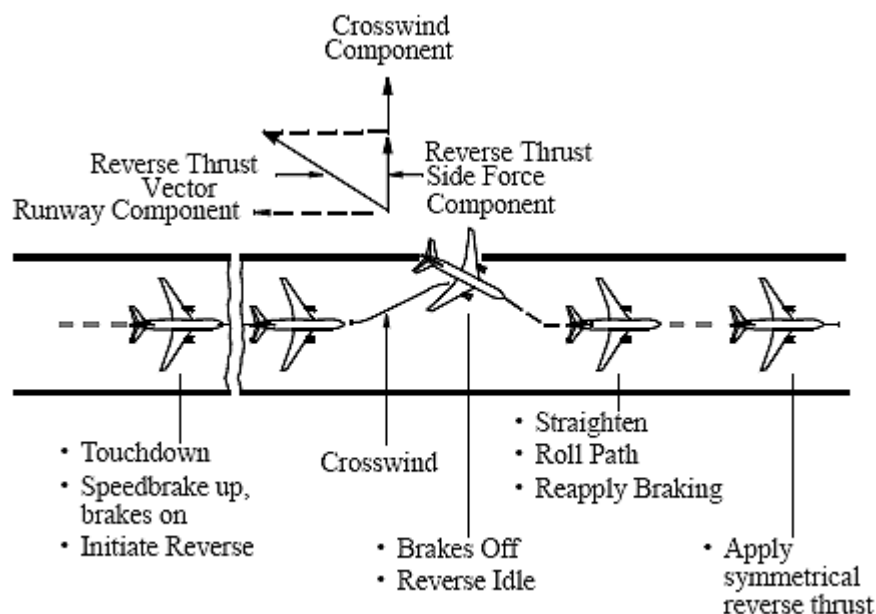 Crosswind
Component
Reverse Thrust
Vector
Runway Component
Reverse Thrust
Side Force
Component
• Touchdown
• Speedbrake up,
brakes on
• Initiate Reverse
Crosswind
• Brakes Off
• Reverse Idle
• Straighten
• Roll Path
• Reapply Braking
• Apply
symmetrical
reverse thrust